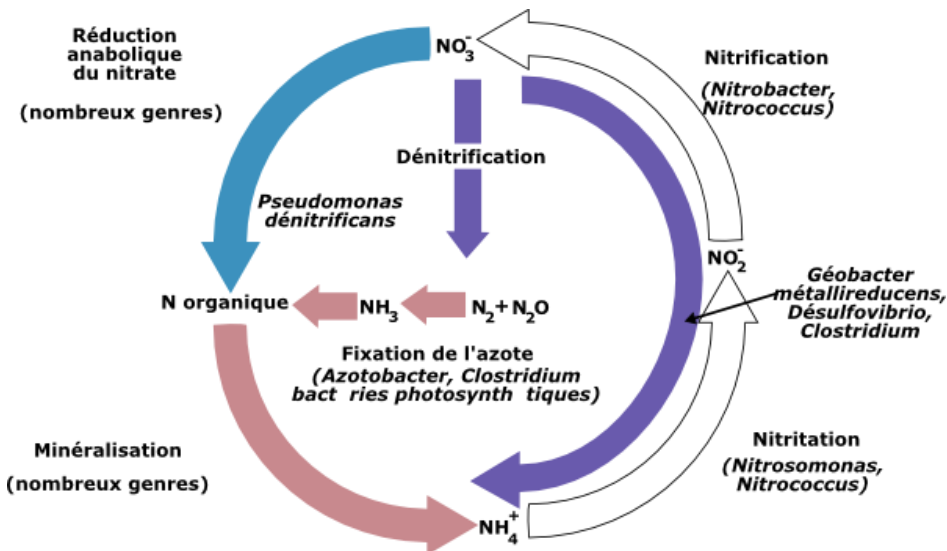 Réduction
anabolique
du nitrate
(nombreux genres)
NO3-
Nitrification
(Nitrobacter,
Nitrococcus)
Dénitrification
Pseudomonas
dénitrificans
NO2-
Géobacter
métallireducens,
Désulfovibrio,
Clostridium
N organique
NH3
N2+N2O
Fixation de l'azote
(Azotobacter, Clostridium
bact ries photosynth tiques)
Minéralisation
(nombreux genres)
Nitritation
(Nitrosomonas,
Nitrococcus)
NH4+